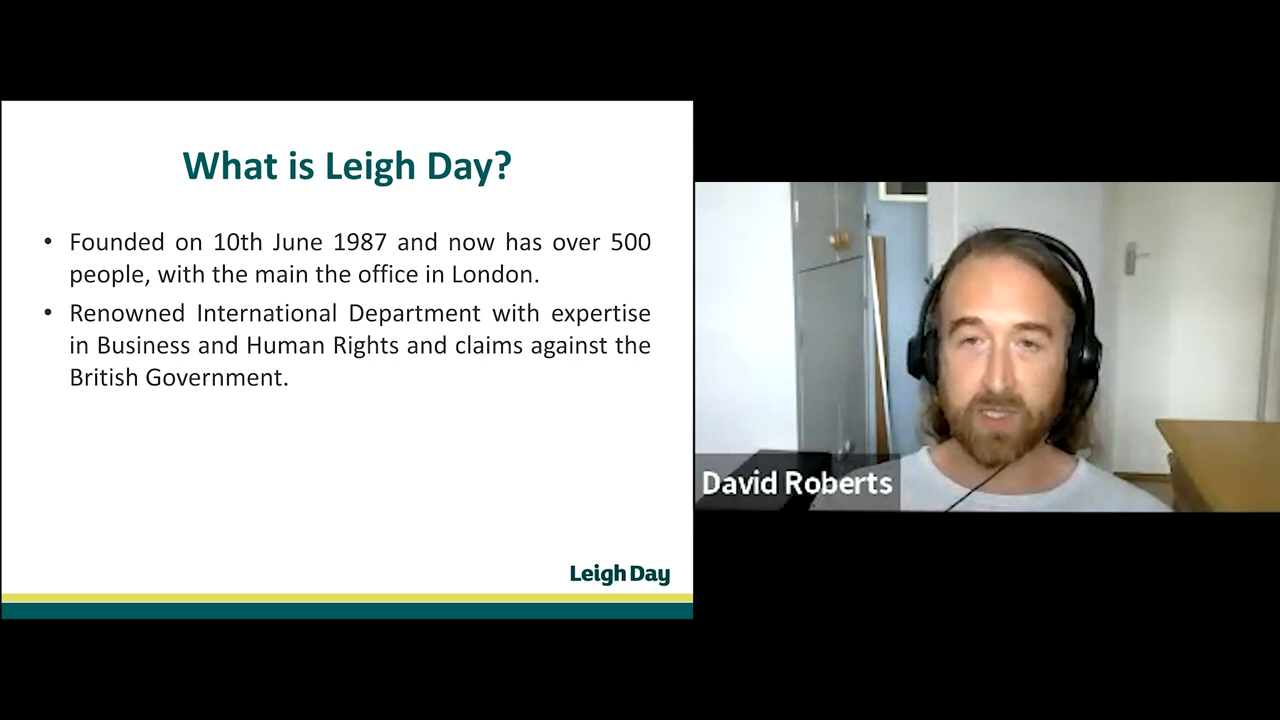 What is Leigh Day?
• Founded on 10th June 1987 and now has over 500
people, with the main the office in London.
• Renowned International Department with expertise
in Business and Human Rights and claims against the
British Government.
Leigh Day
David Roberts